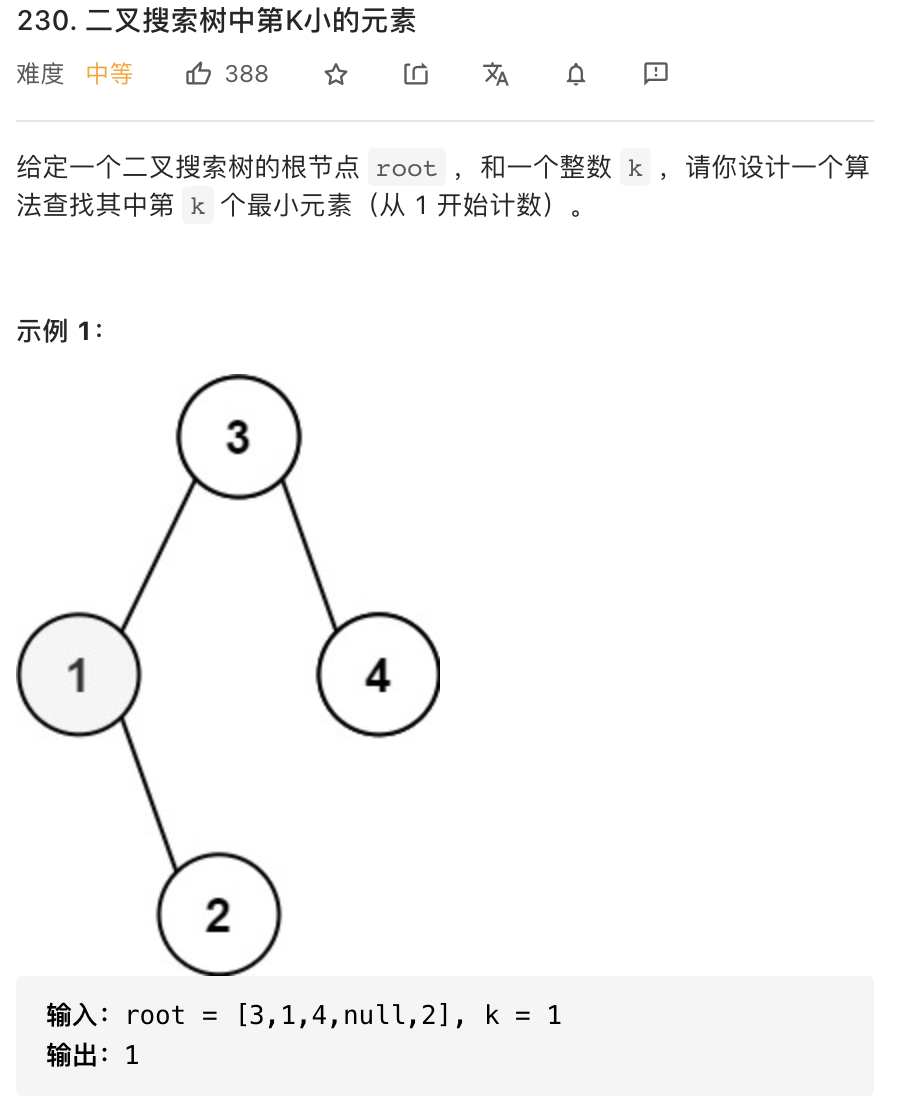 230. 二叉搜索树中第K小的元素
难度 中等 388
给定一个二叉搜索树的根节点 root ，和一个整数 k ，请你设计一个算
法查找其中第 k 个最小元素（从 1 开始计数）。
示例 1：
3
1 4
2
输入：root = [3,1,4,null,2], k = 1
输出：1